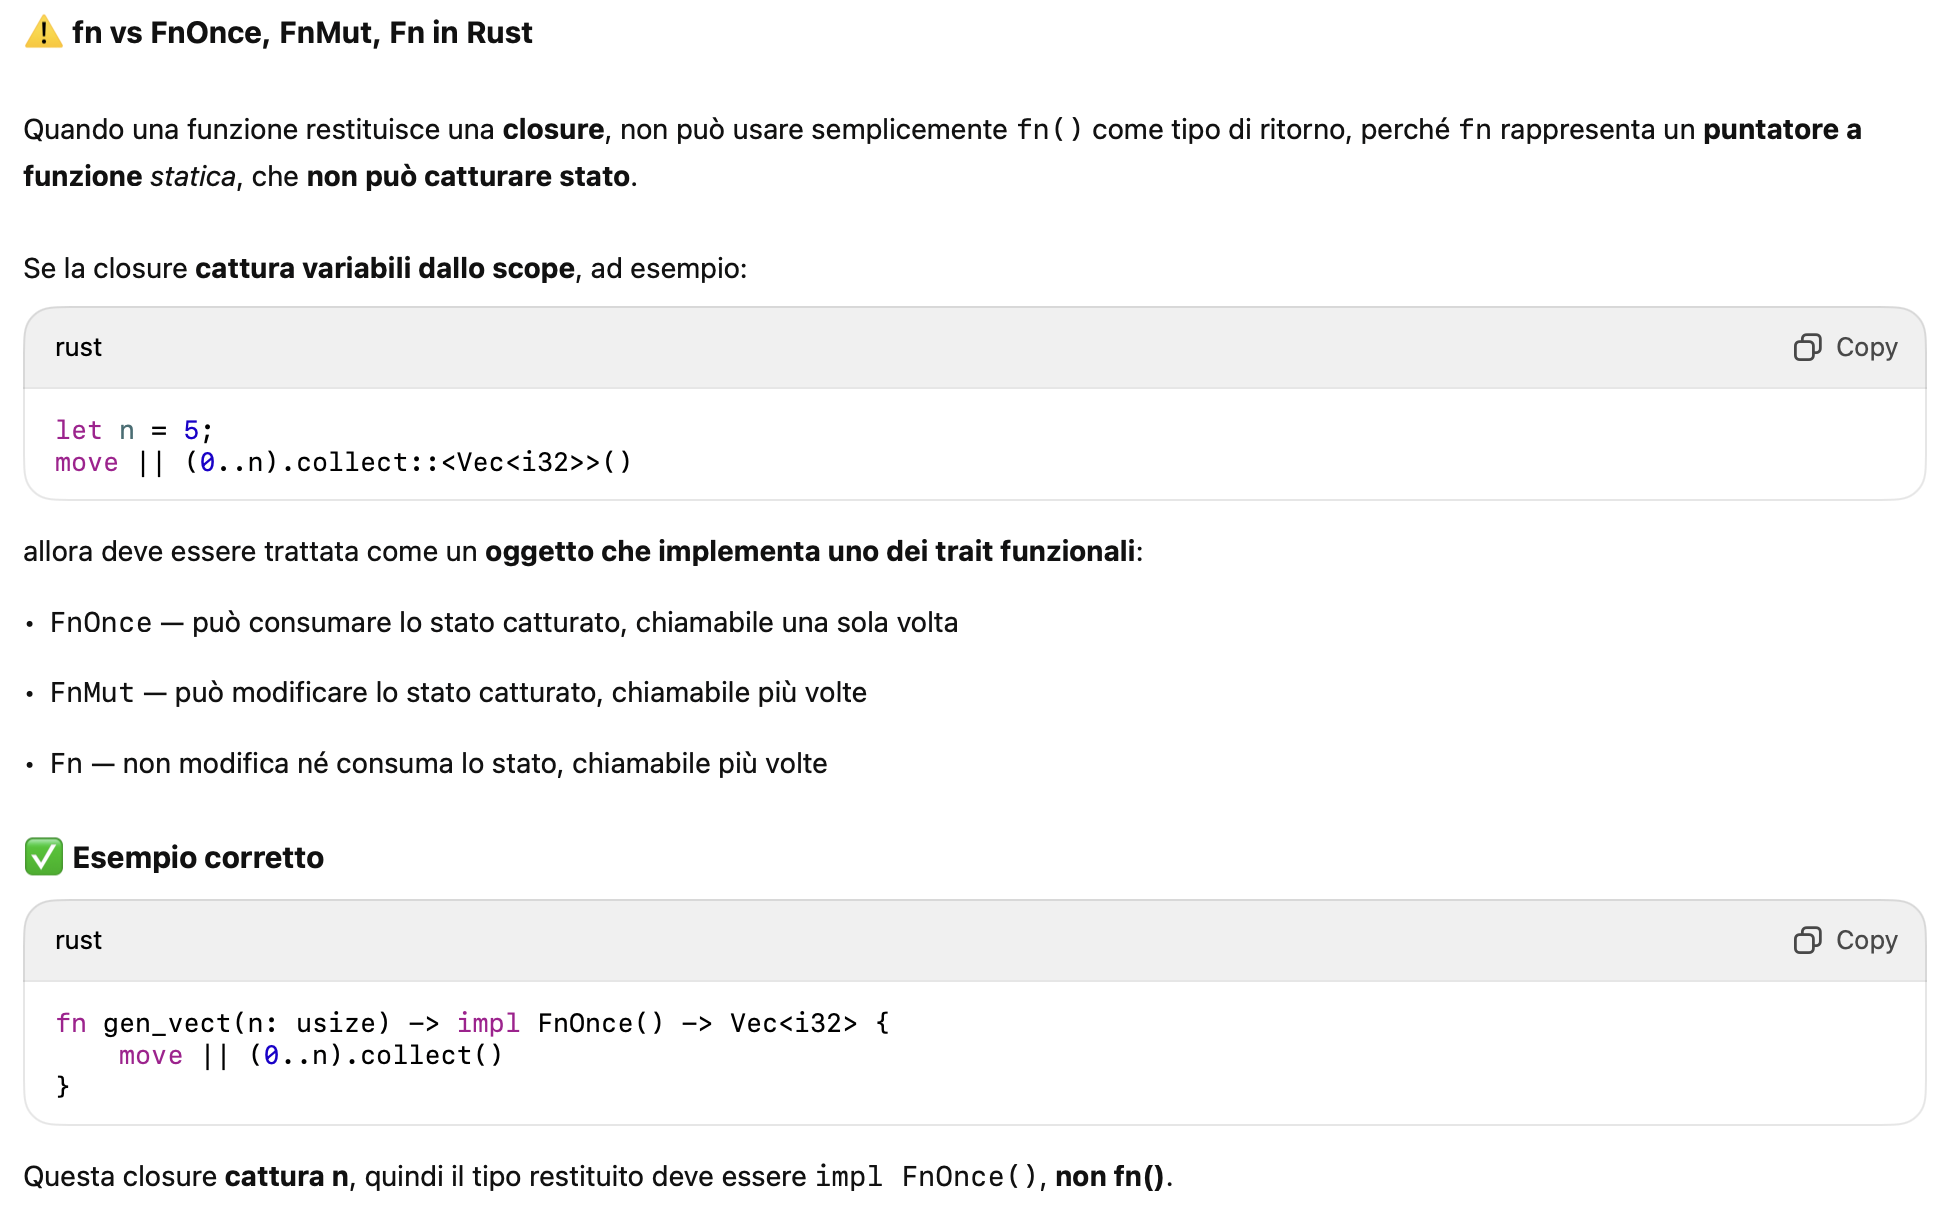 ⚠️ fn vs FnOnce, FnMut, Fn in Rust
Quando una funzione restituisce una closure, non può usare semplicemente fn() come tipo di ritorno, perché fn rappresenta un puntatore a
funzione statica, che non può catturare stato.
Se la closure cattura variabili dallo scope, ad esempio:
rust
Copy
let n = 5;
move || (0..n).collect::<Vec<i32>>()
allora deve essere trattata come un oggetto che implementa uno dei trait funzionali:
• FnOnce — può consumare lo stato catturato, chiamabile una sola volta
• FnMut — può modificare lo stato catturato, chiamabile più volte
• Fn — non modifica né consuma lo stato, chiamabile più volte
✅ Esempio corretto
rust
Copy
fn gen_vect(n: usize) -> impl FnOnce() -> Vec<i32> {
    move || (0..n).collect()
}
Questa closure cattura n, quindi il tipo restituito deve essere impl FnOnce(), non fn().